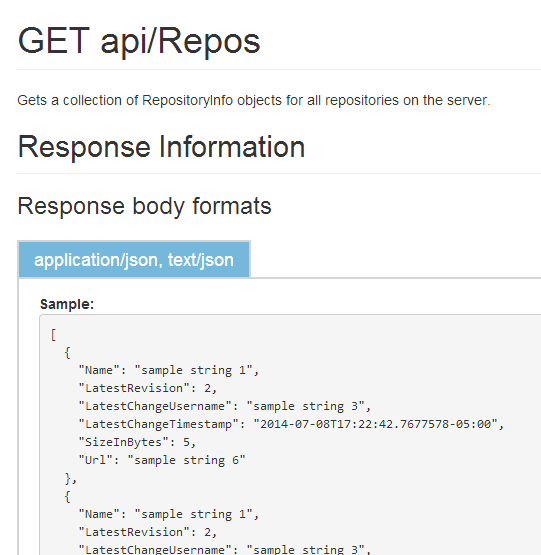 GET api/Repos
Gets a collection of RepositoryInfo objects for all repositories on the server.
Response Information
Response body formats
application/json, text/json
Sample:
[
  {
    "Name": "sample string 1",
    "LatestRevision": 2,
    "LatestChangeUsername": "sample string 3",
    "LatestChangeTimestamp": "2014-07-08T17:22:42.7677578-05:00",
    "SizeInBytes": 5,
    "Url": "sample string 6"
  },
  {
    "Name": "sample string 1",
    "LatestRevision": 2,
    "LatestChangeUsername": "sample string 3",